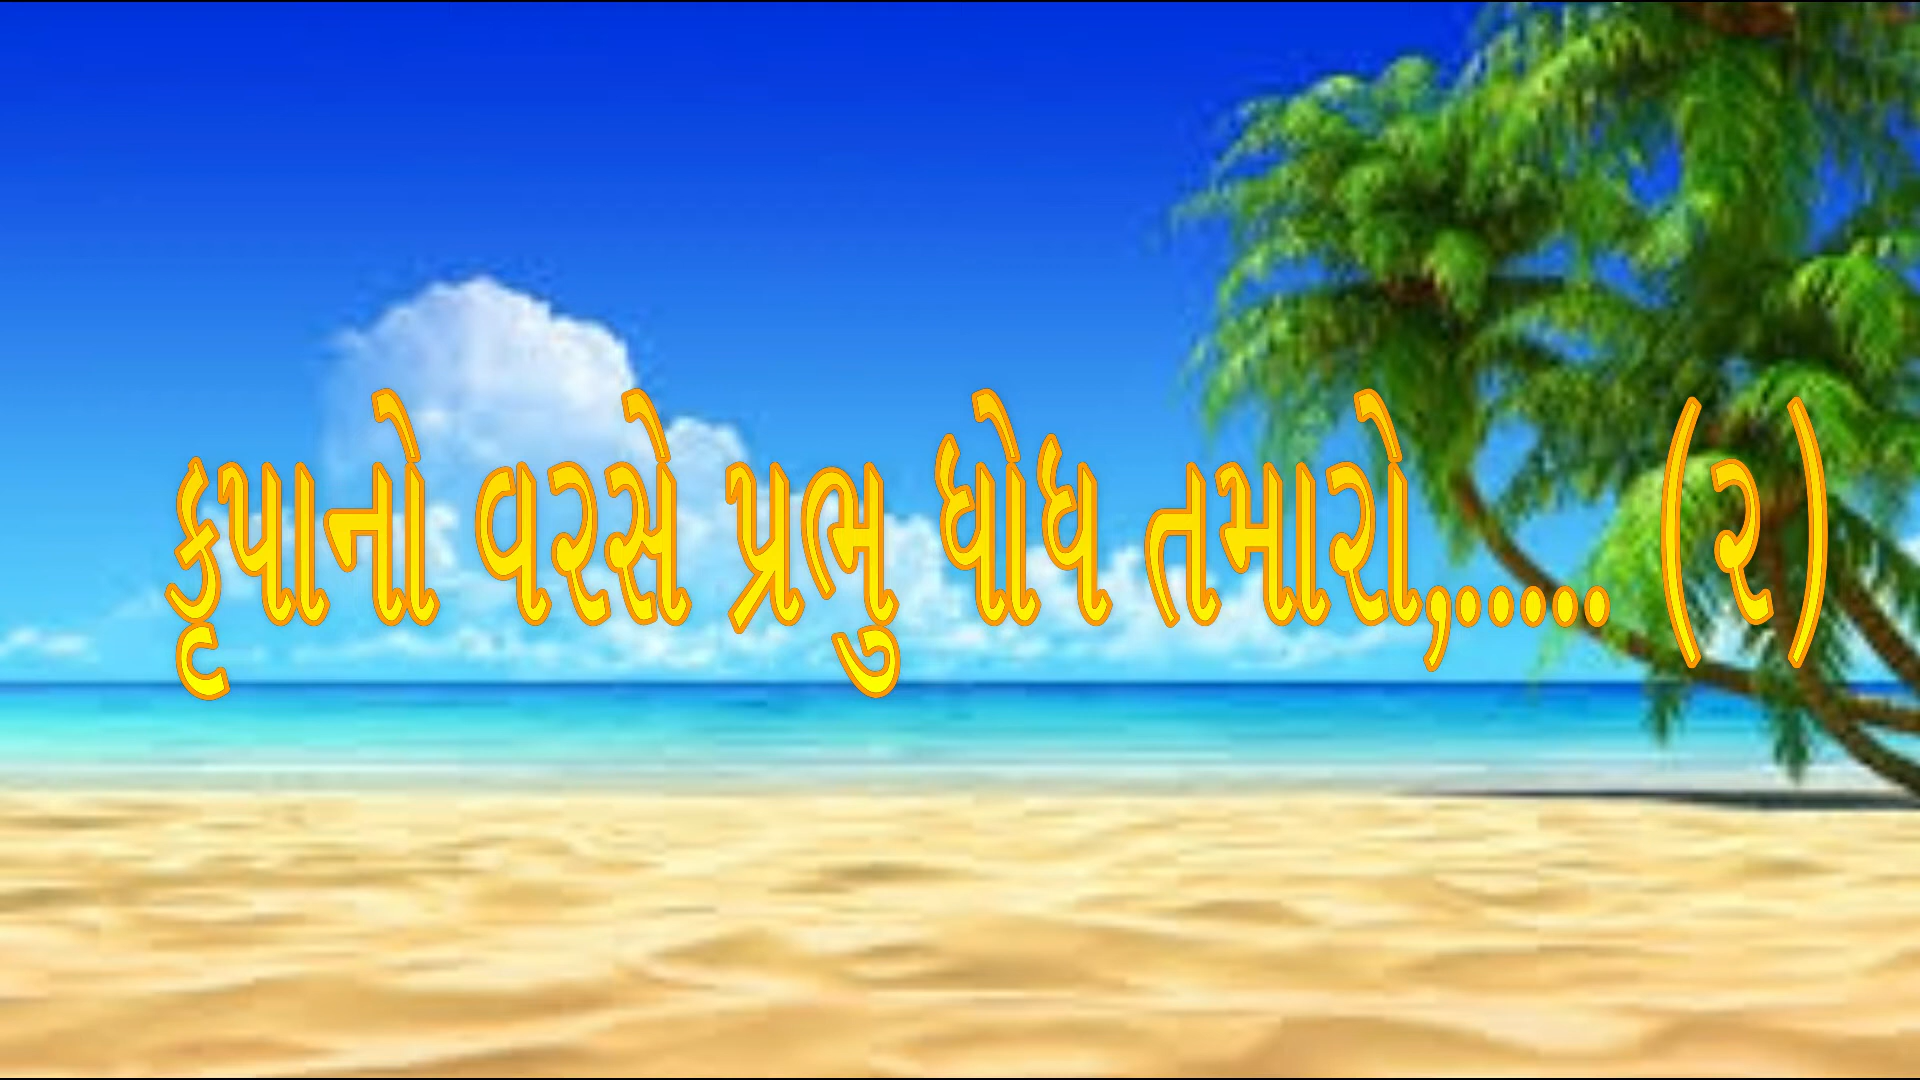 કૃપાનો વરસે પ્રભુ ધોધ તમારો,..... (૨)